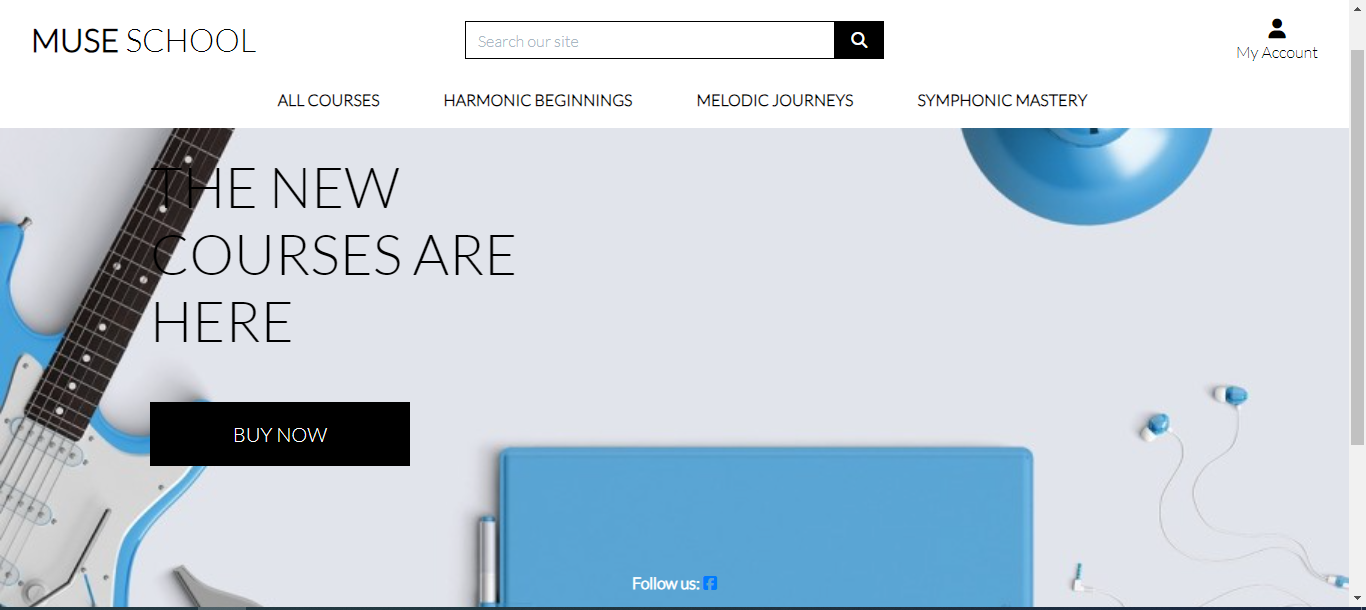 MUSE SCHOOL
Search our site
My Account
ALL COURSES
HARMONIC BEGINNINGS
MELODIC JOURNEYS
SYMPHONIC MASTERY
THE NEW
COURSES ARE
HERE
BUY NOW
Follow us: